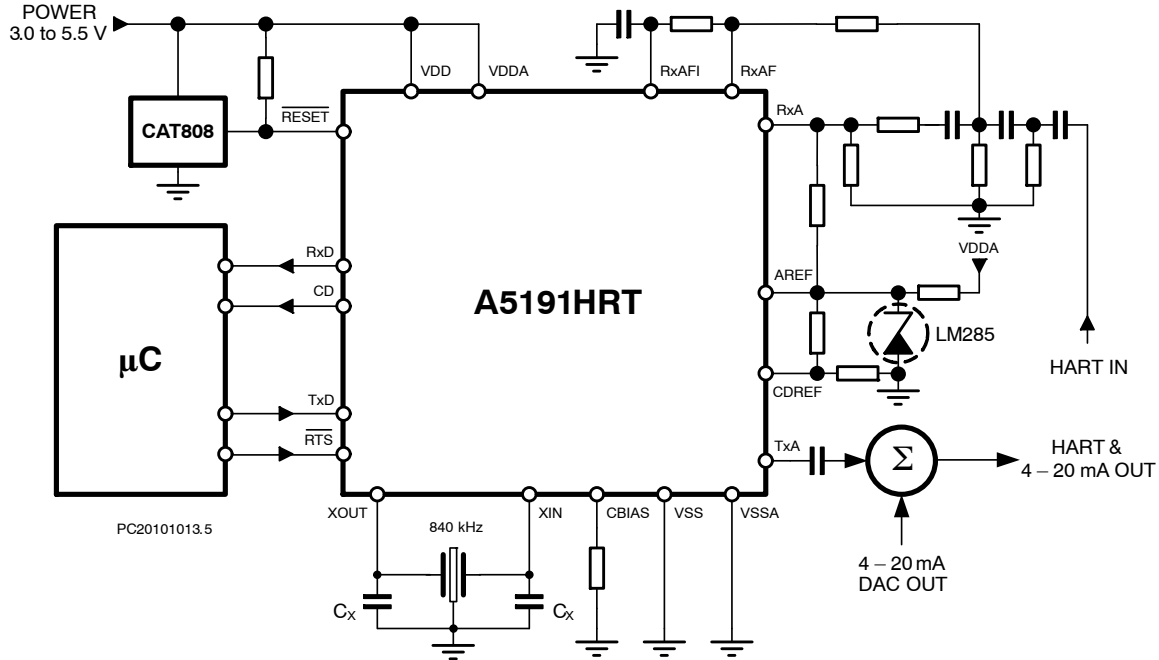 POWER
3.0 to 5.5 V
VDD
VDDA
RxAFI
RxAF
CAT808
RESET
RxA
VDDA
RxD
CD
μC
A5191HRT
AREF
LM285
HART IN
CDREF
TxD
RTS
TxA
Σ
HART &
4 – 20 mA OUT
XOUT
840 kHz
XIN
CBIAS
VSS
VSSA
PC20101013.5
4 – 20 mA
DAC OUT
CX
CX